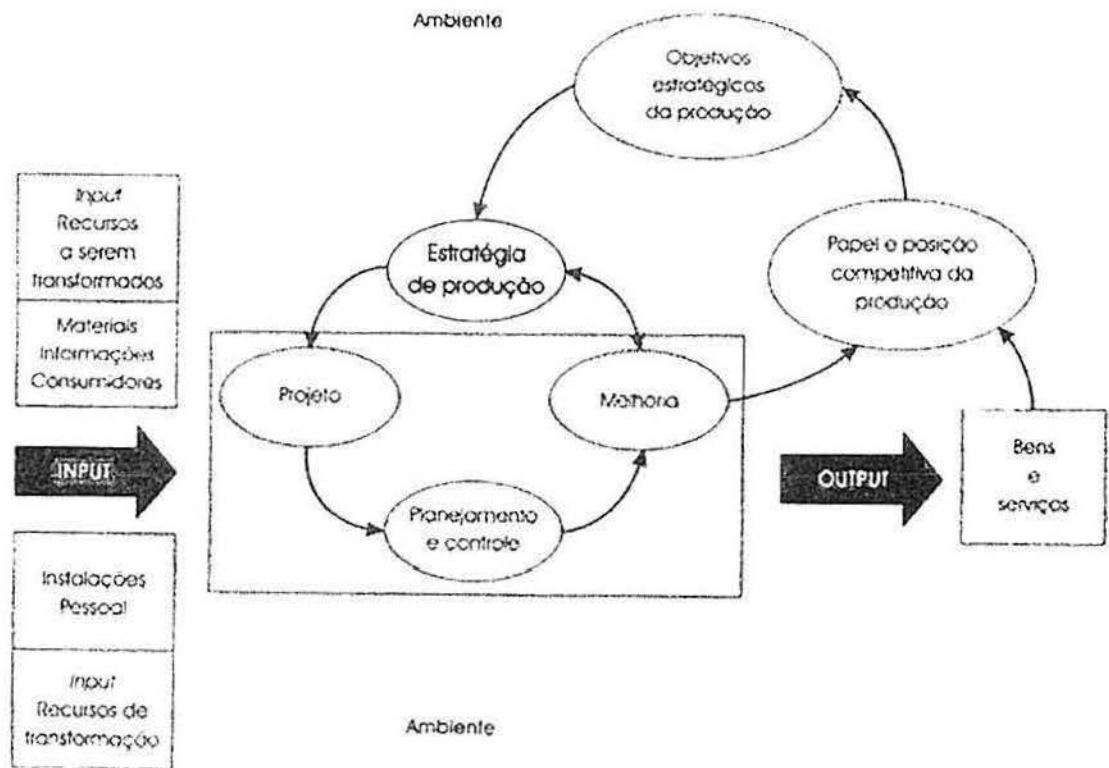 Ambiente
Objetivos
estratégicos
da produção
Input
Recursos
a serem
transformados
Materiais
Informações
Consumidores
Estratégia
de produção
Papel e posição
competitiva da
produção
Projeto
Melhoria
INPUT
OUTPUT
Bens
e
serviços
Planejamento
e controle
Instalações
Pessoal
Input
Recursos de
transformação
Ambiente